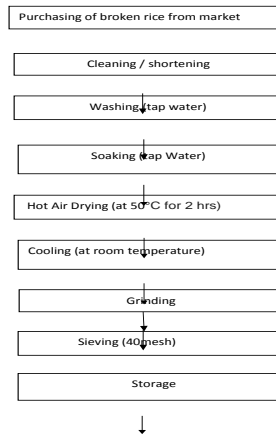 Purchasing of broken rice from market
Cleaning / shortening
Washing (tap water)
Soaking (tap Water)
Hot Air Drying (at 50°C for 2 hrs)
Cooling (at room temperature)
Grinding
Sieving (40mesh)
Storage